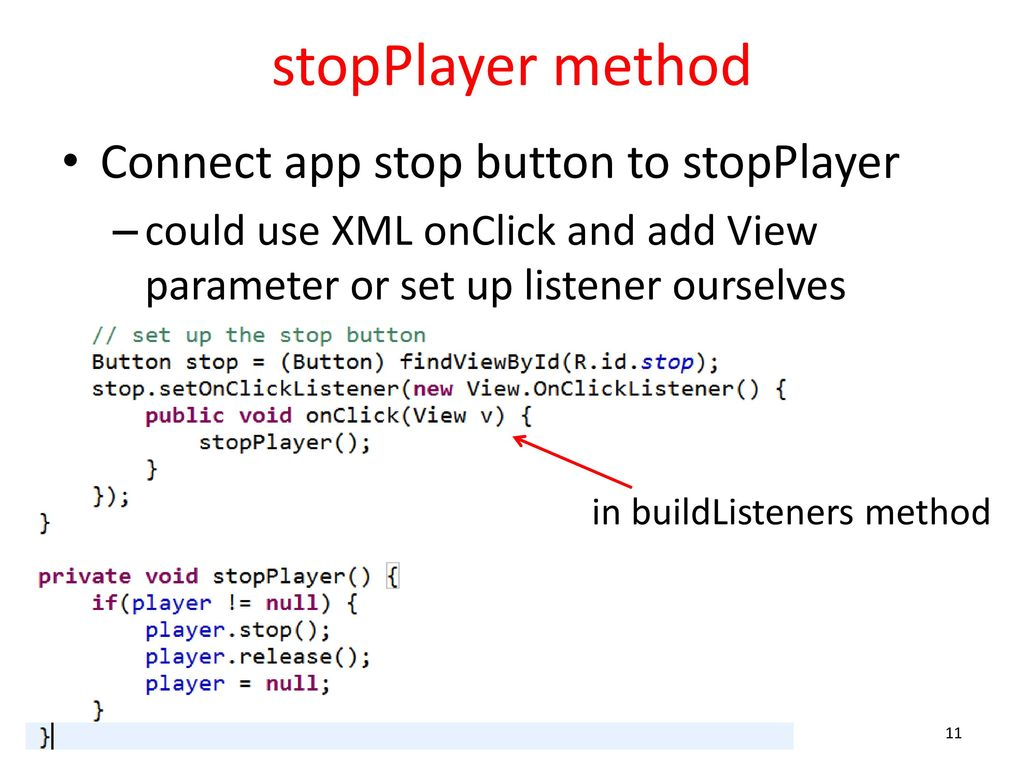 stopPlayer method
• Connect app stop button to stopPlayer
– could use XML onClick and add View
parameter or set up listener ourselves
// set up the stop button
Button stop = (Button) findViewById(R.id.stop);
stop.setOnClickListener(new View.OnClickListener() {
public void onClick(View v) {
stopPlayer();
}
});
}
in buildListeners method
private void stopPlayer() {
if(player != null) {
player.stop();
player.release();
player = null;
}
}
11